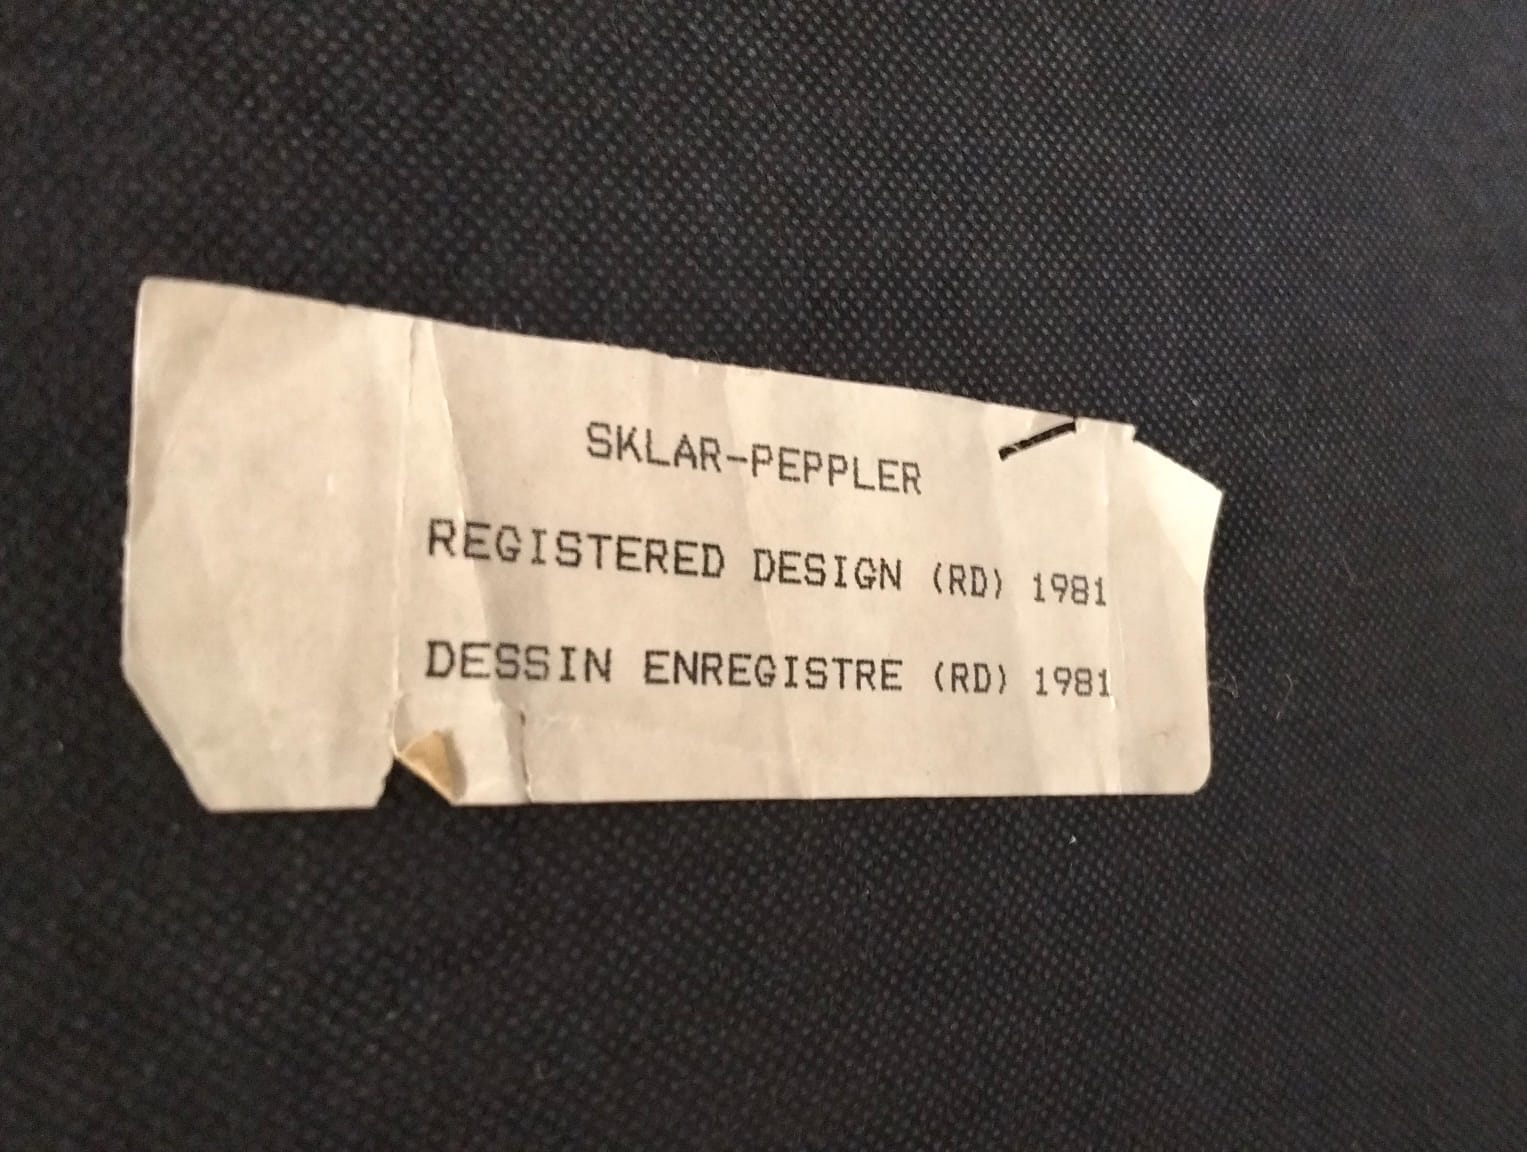 SKLAR-PEPPLER
REGISTERED DESIGN (RD) 1981
DESSIN ENREGISTRE (RD) 1981